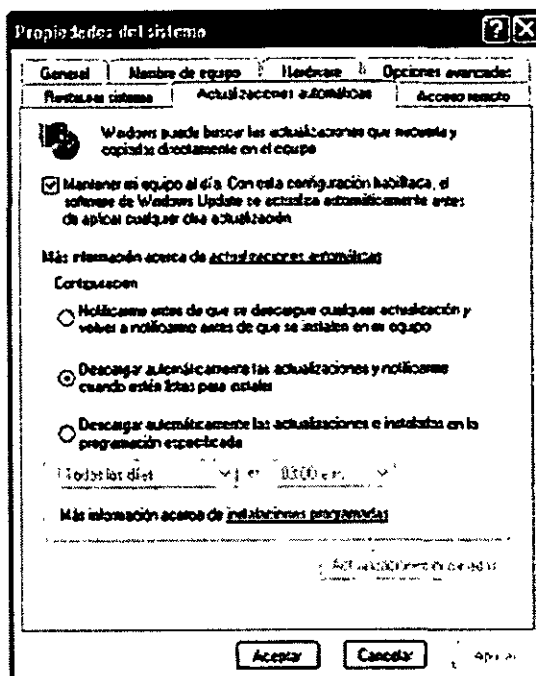 Propiedades del sistema
General Nombre de equipo Hardware Opciones avanzadas
Restaurar sistema Actualizaciones automáticas Acceso remoto
Windows puede buscar las actualizaciones que necesita y
copiarlas directamente en el equipo
Mantener mi equipo al día. Con esta configuración habilitada, el
software de Windows Update se actualiza automáticamente antes
de aplicar cualquier otra actualización.
Más información acerca de actualizaciones automáticas
Configuración
Notificarme antes de que se descargue cualquier actualización y
volver a notificarme antes de que se instalen en mi equipo
Descargar automáticamente las actualizaciones y notificarme
cuando estén listas para instalar
Descargar automáticamente las actualizaciones e instalarlas en la
programación especificada
Todos los días 03:00
Más información acerca de instalaciones programadas
Aceptar Cancelar Aplicar